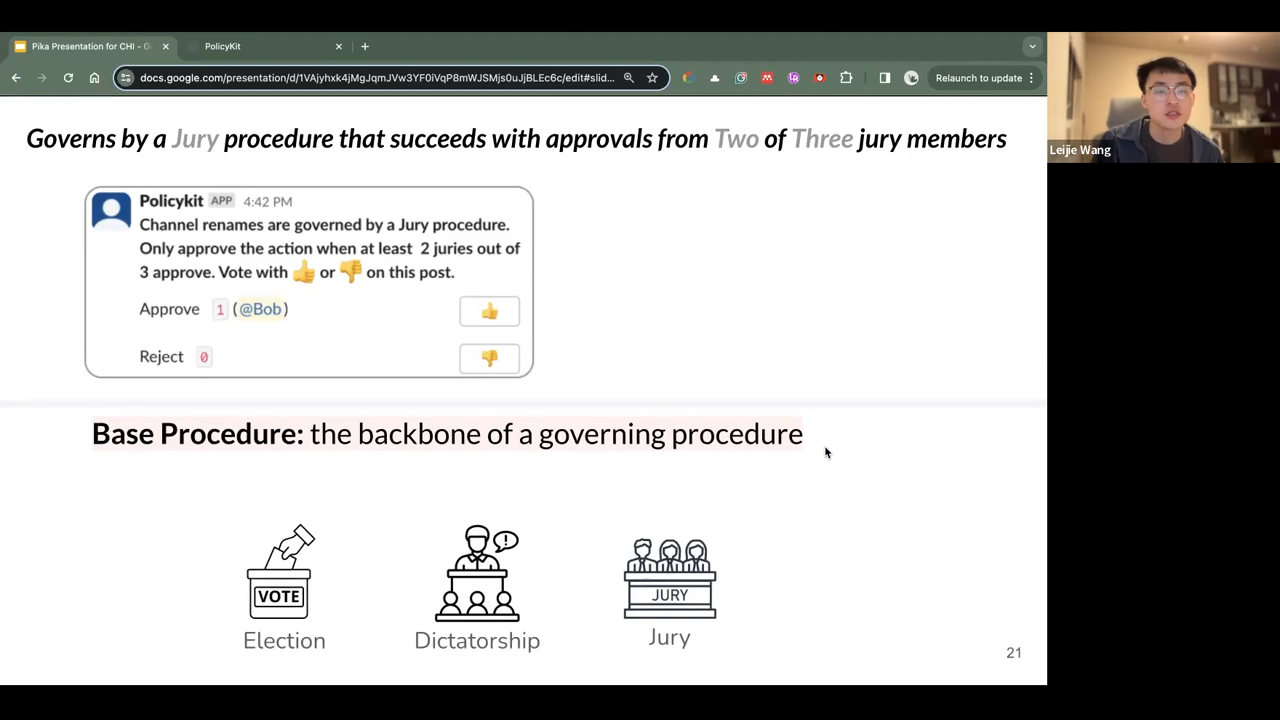 Pika Presentation for CHI - G
PolicyKit
docs.google.com/presentation/d/1VAjyhxk4jMgJqmJVw3YF0iVqP8mWJSMjs0uJjBLEc6c/edit#slid...
Relaunch to update
Governs by a Jury procedure that succeeds with approvals from Two of Three jury members
Policykit APP 4:42 PM
Channel renames are governed by a Jury procedure.
Only approve the action when at least 2 juries out of
3 approve. Vote with 👍 or 👎 on this post.
Approve 1 (@Bob)
Reject 0
Base Procedure: the backbone of a governing procedure
VOTE
JURY
Election
Dictatorship
Jury
21
Leijie Wang